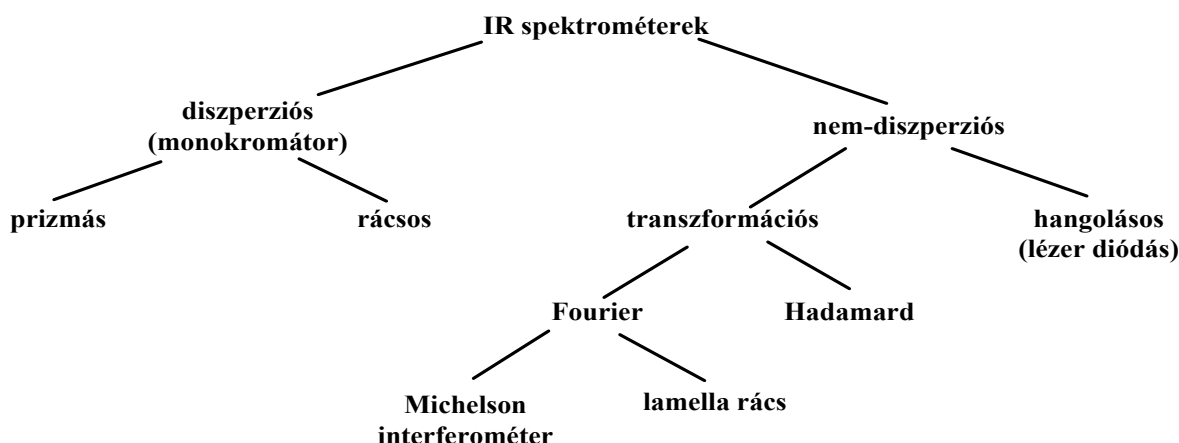 IR spektrométerek
diszperziós
(monokromátor)
nem-diszperziós
prizmás
rácsos
transzformációs
hangolásos
(lézer diódás)
Fourier
Hadamard
Michelson
interferométer
lamella rács